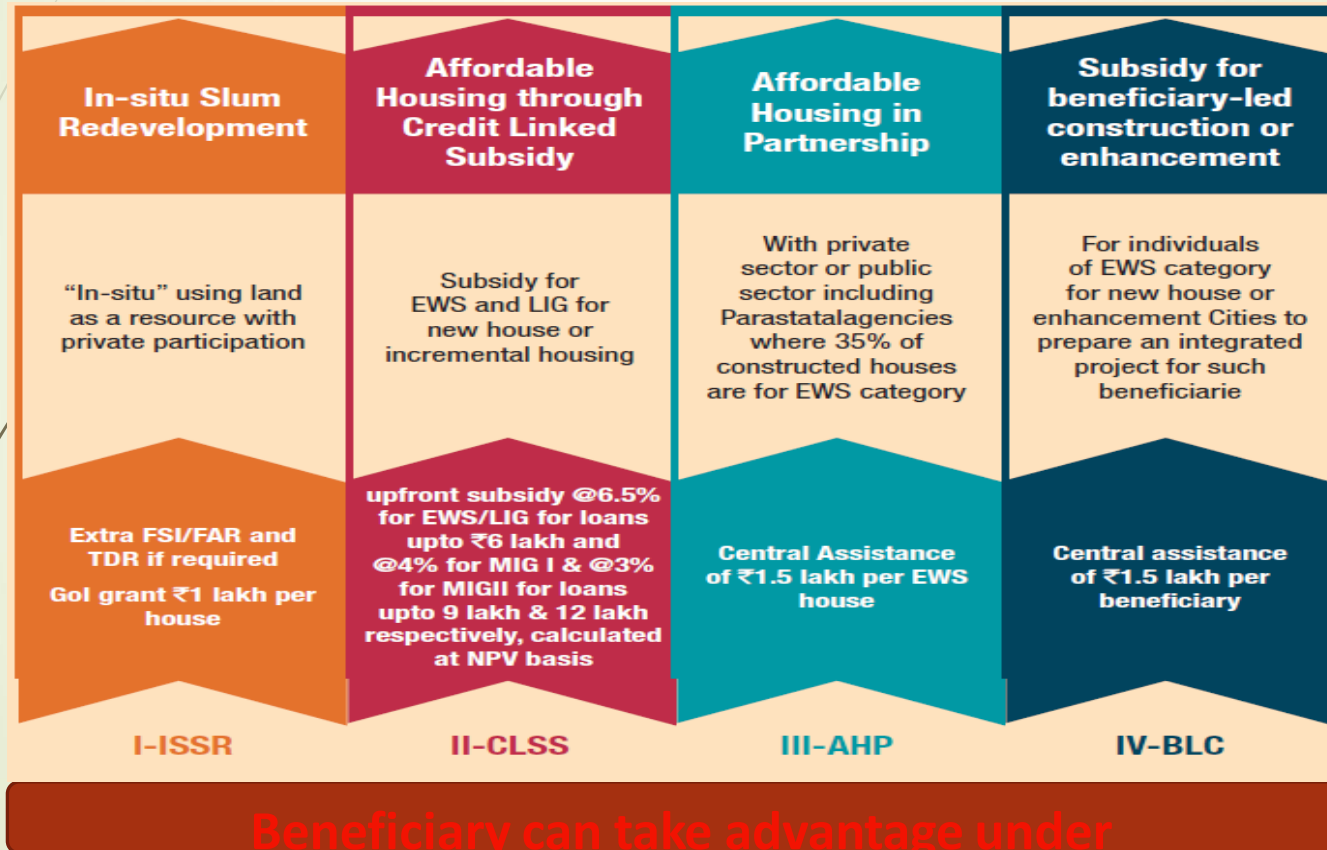 In-situ Slum
Redevelopment
“In-situ” using land
as a resource with
private participation
Extra FSI/FAR and
TDR if required
GoI grant ₹1 lakh per
house
I-ISSR
Affordable
Housing through
Credit Linked
Subsidy
Subsidy for
EWS and LIG for
new house or
incremental housing
upfront subsidy @6.5%
for EWS/LIG for loans
upto ₹6 lakh and
@4% for MIG I & @3%
for MIGII for loans
upto 9 lakh & 12 lakh
respectively, calculated
at NPV basis
II-CLSS
Affordable
Housing in
Partnership
With private
sector or public
sector including
Parastatalagencies
where 35% of
constructed houses
are for EWS category
Central Assistance
of ₹1.5 lakh per EWS
house
III-AHP
Subsidy for
beneficiary-led
construction or
enhancement
For individuals
of EWS category
for new house or
enhancement Cities to
prepare an integrated
project for such
beneficiarie
Central assistance
of ₹1.5 lakh per
beneficiary
IV-BLC
Beneficiary can take advantage under